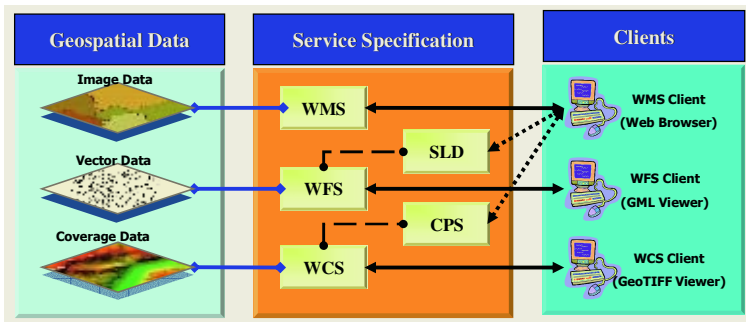 Geospatial Data
Service Specification
Clients
Image Data
WMS
WMS Client
(Web Browser)
SLD
Vector Data
WFS
WFS Client
(GML Viewer)
CPS
Coverage Data
WCS
WCS Client
(GeoTIFF Viewer)